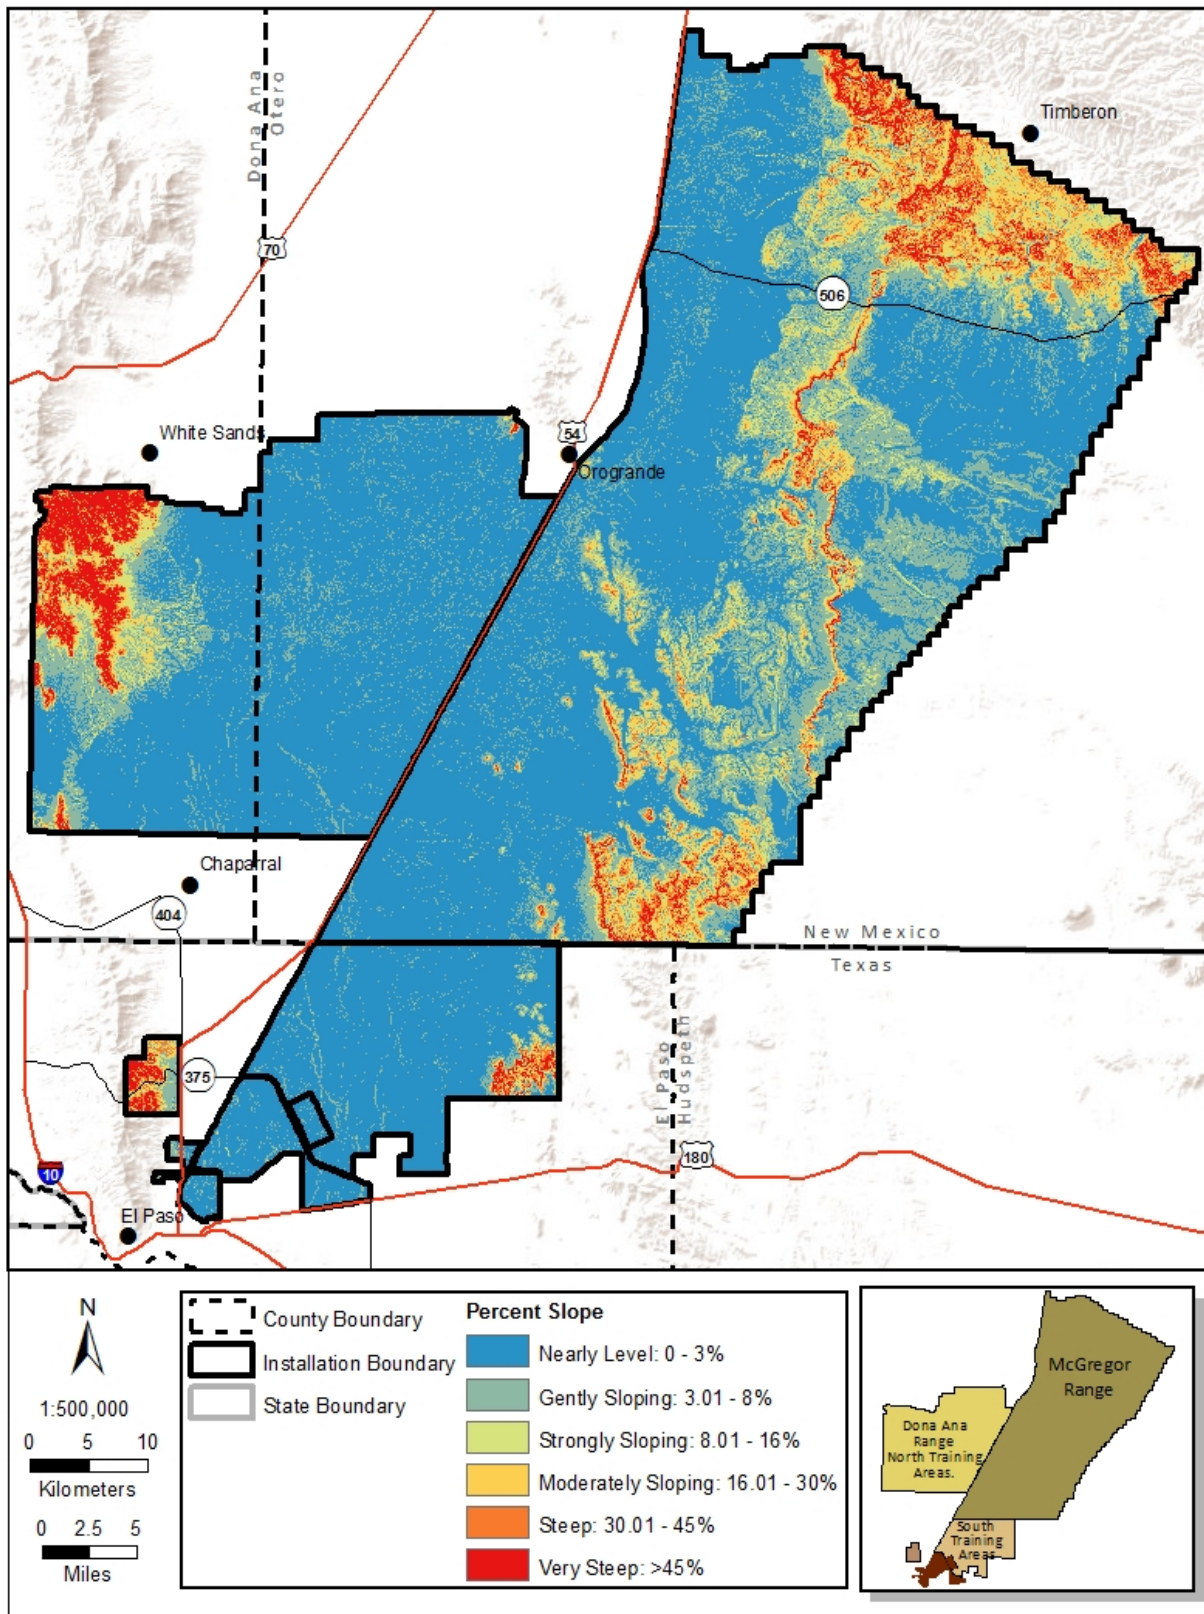 Timberon
Dona Ana
Otero
70
506
White Sands
54
Orogrande
Chaparral
404
New Mexico
Texas
375
El Paso
Hudspeth
180
10
El Paso
N
1:500,000
0 5 10
Kilometers
0 2.5 5
Miles
County Boundary
Installation Boundary
State Boundary
Percent Slope
Nearly Level: 0 - 3%
Gently Sloping: 3.01 - 8%
Strongly Sloping: 8.01 - 16%
Moderately Sloping: 16.01 - 30%
Steep: 30.01 - 45%
Very Steep: >45%
McGregor
Range
Dona Ana
Range
North Training
Areas.
South
Training
Areas